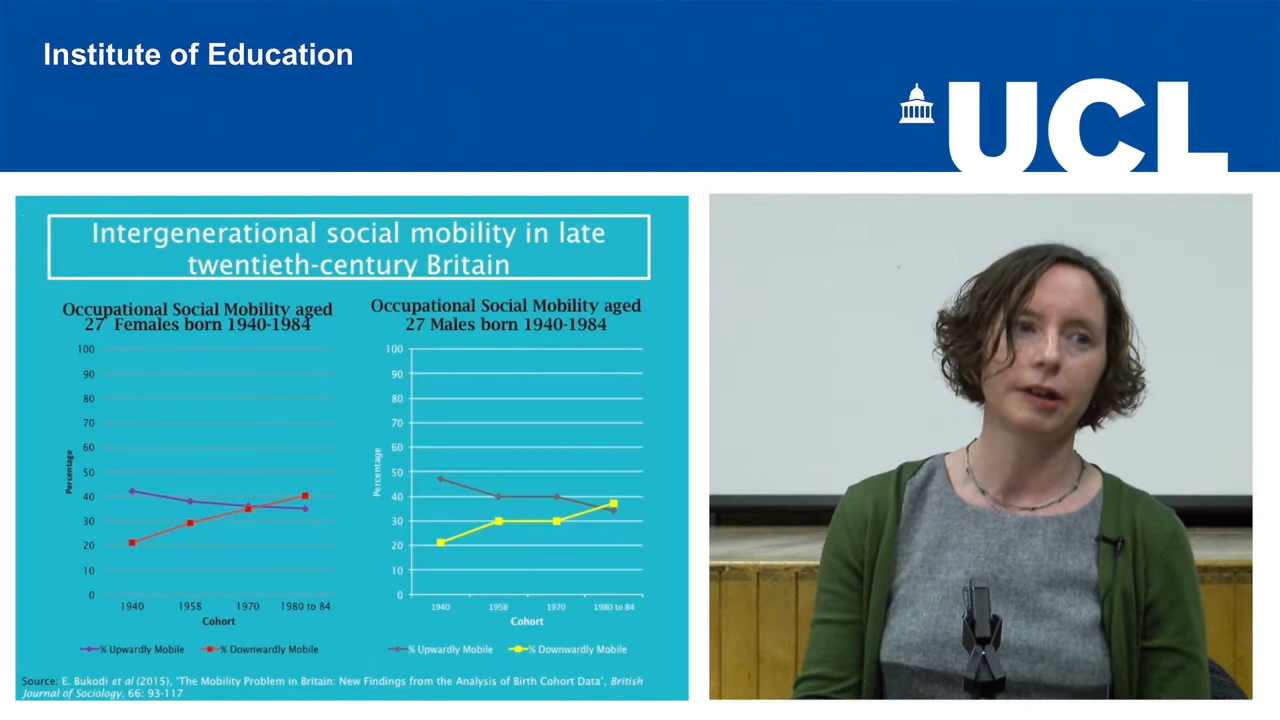 Institute of Education
UCL
Intergenerational social mobility in late
twentieth-century Britain
Occupational Social Mobility aged
27 Females born 1940-1984
100
90
80
70
60
50
40
30
20
10
0
Percentage
1940 1958 1970 1980 to 84
Cohort
% Upwardly Mobile % Downwardly Mobile
Occupational Social Mobility aged
27 Males born 1940-1984
100
90
80
70
60
50
40
30
20
10
0
Percentage
1940 1958 1970 1980 to 84
Cohort
% Upwardly Mobile % Downwardly Mobile
Source: E. Bukodi et al (2015), ‘The Mobility Problem in Britain: New Findings from the Analysis of Birth Cohort Data’, British
Journal of Sociology, 66: 93-117